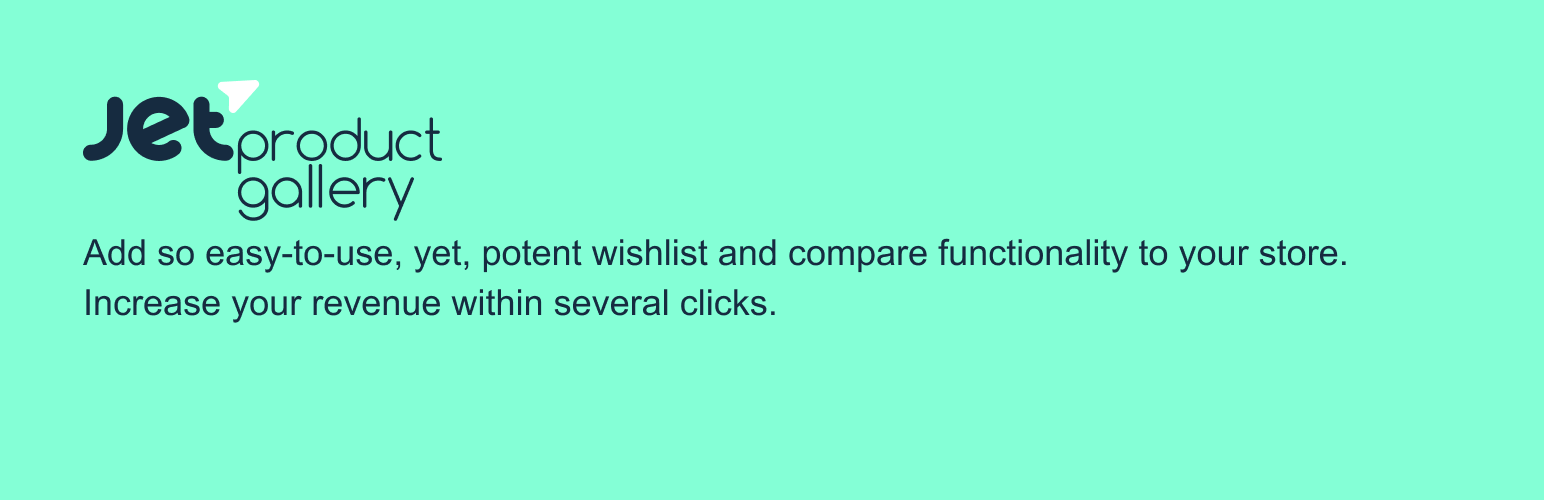 Jet product
gallery
Add so easy-to-use, yet, potent wishlist and compare functionality to your store.
Increase your revenue within several clicks.